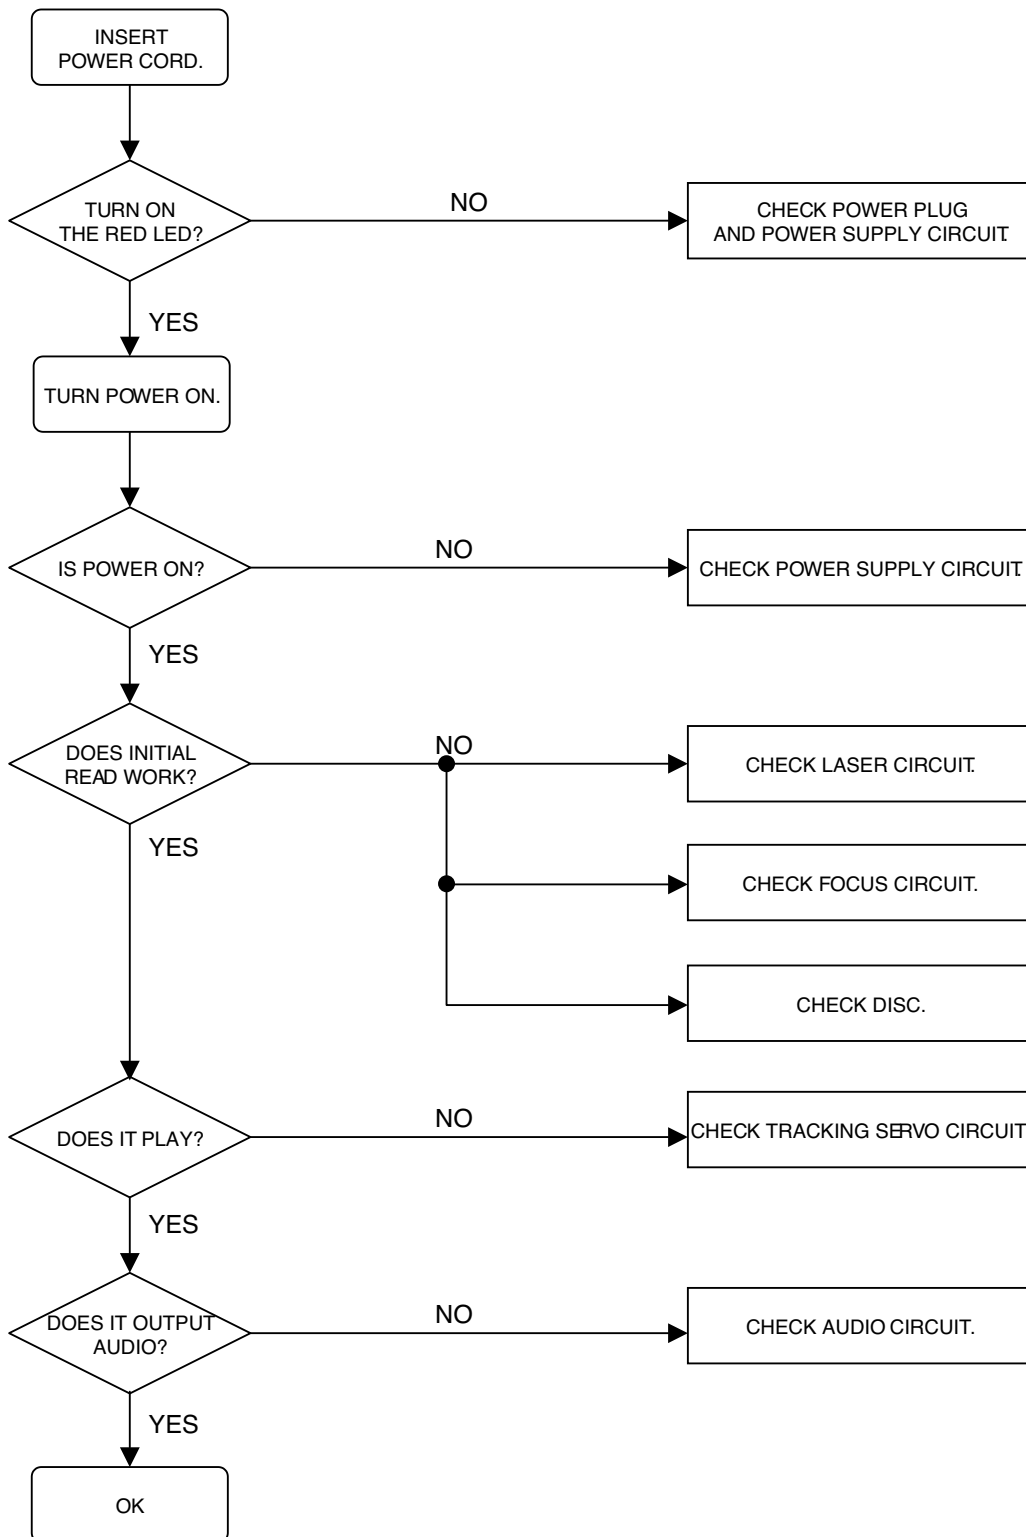 INSERT
POWER CORD.
TURN ON
THE RED LED?
NO
CHECK POWER PLUG
AND POWER SUPPLY CIRCUIT.
YES
TURN POWER ON.
IS POWER ON?
NO
CHECK POWER SUPPLY CIRCUIT.
YES
DOES INITIAL
READ WORK?
NO
CHECK LASER CIRCUIT.
YES
CHECK FOCUS CIRCUIT.
CHECK DISC.
DOES IT PLAY?
NO
CHECK TRACKING SERVO CIRCUIT
YES
DOES IT OUTPUT
AUDIO?
NO
CHECK AUDIO CIRCUIT.
YES
OK